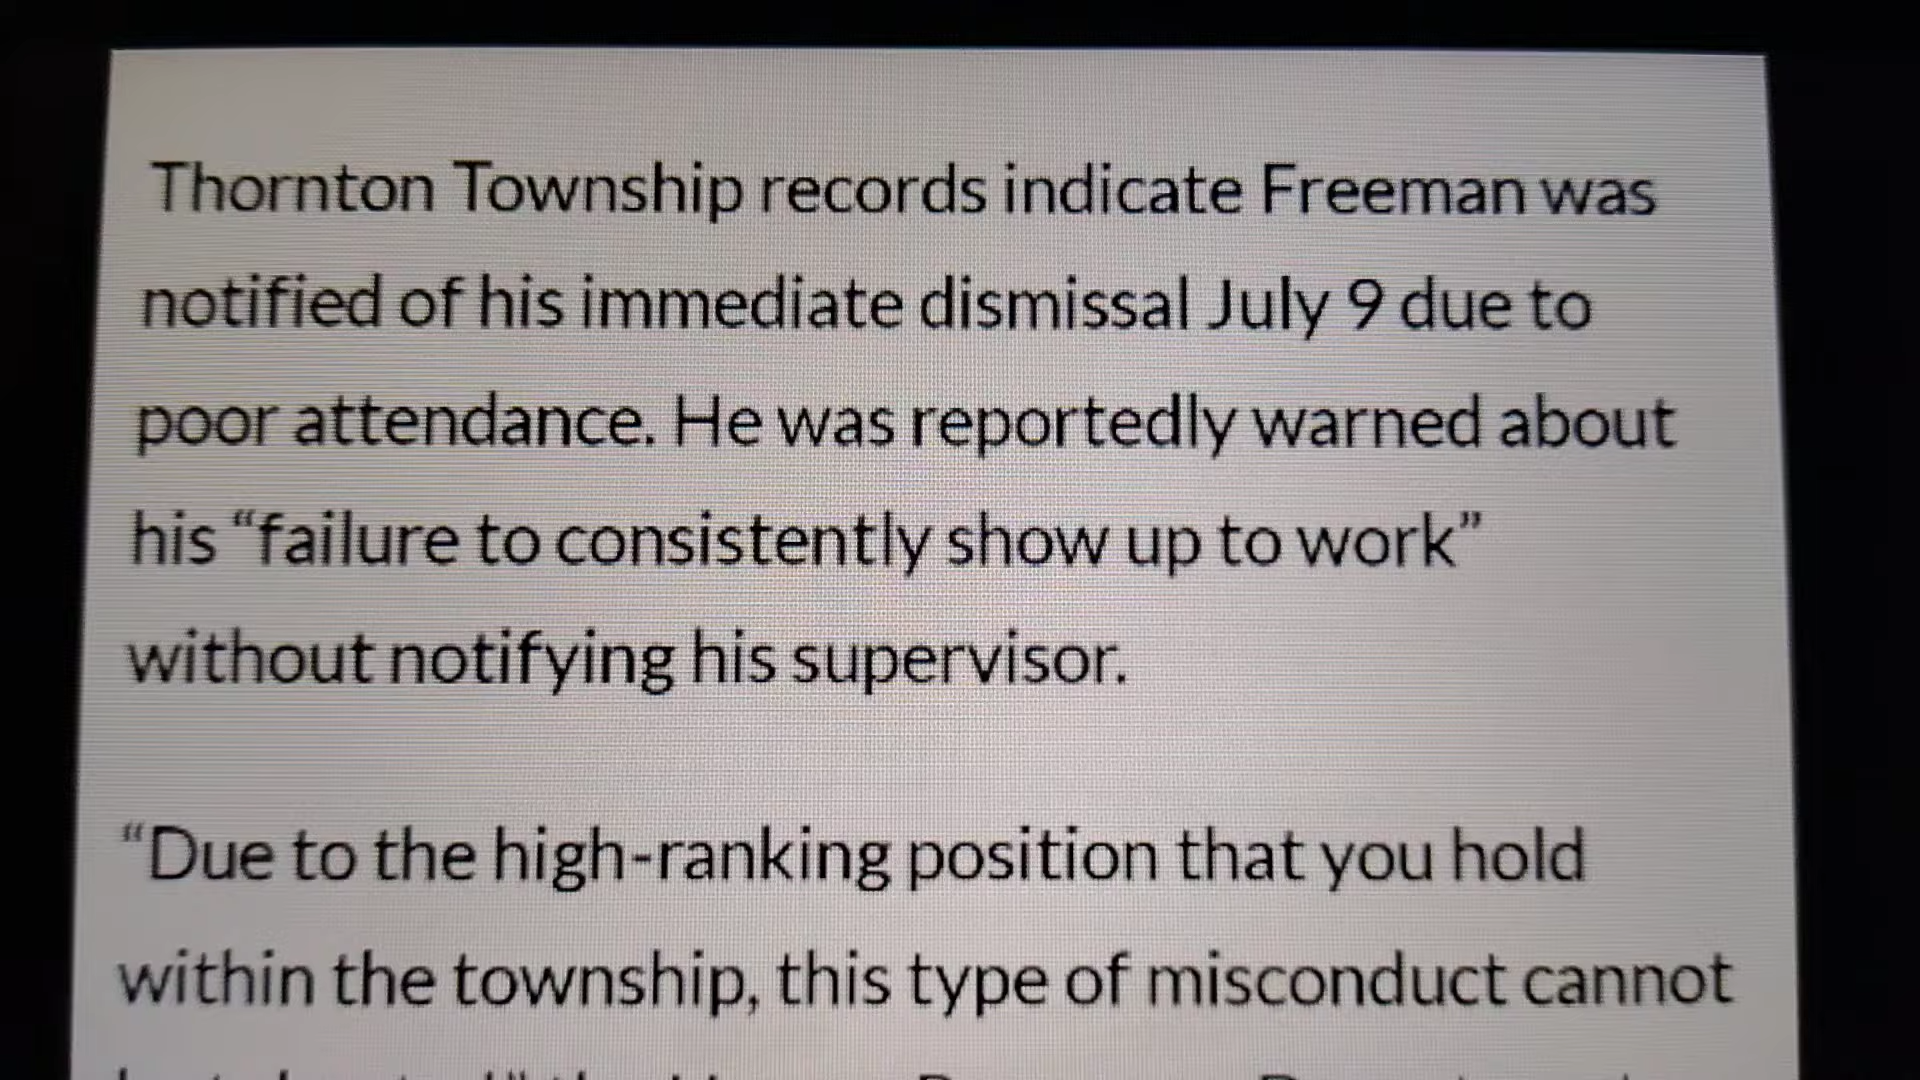 Thornton Township records indicate Freeman was
notified of his immediate dismissal July 9 due to
poor attendance. He was reportedly warned about
his “failure to consistently show up to work”
without notifying his supervisor.
“Due to the high-ranking position that you hold
within the township, this type of misconduct cannot